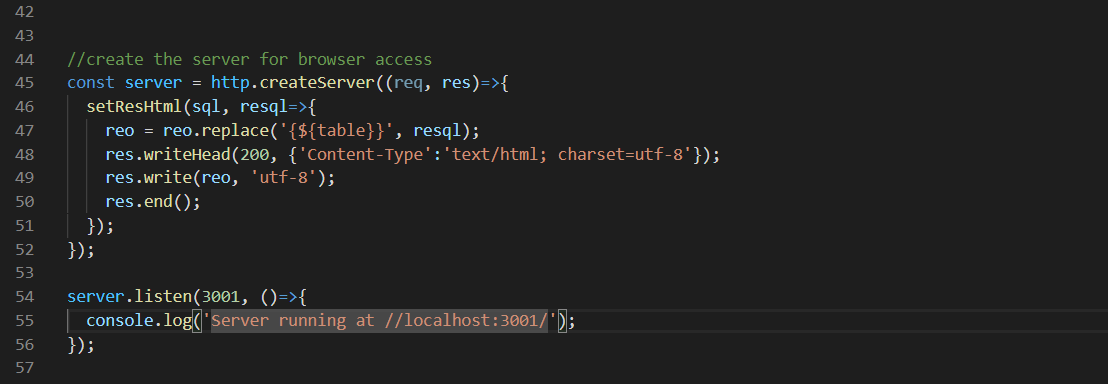 42
43
44 //create the server for browser access
45 const server = http.createServer((req, res)=>{
46 setResHtml(sql, resql=>{
47 reo = reo.replace('{${table}}', resql);
48 res.writeHead(200, {'Content-Type':'text/html; charset=utf-8'});
49 res.write(reo, 'utf-8');
50 res.end();
51 });
52 });
53
54 server.listen(3001, ()=>{
55 console.log('Server running at //localhost:3001/');
56 });
57